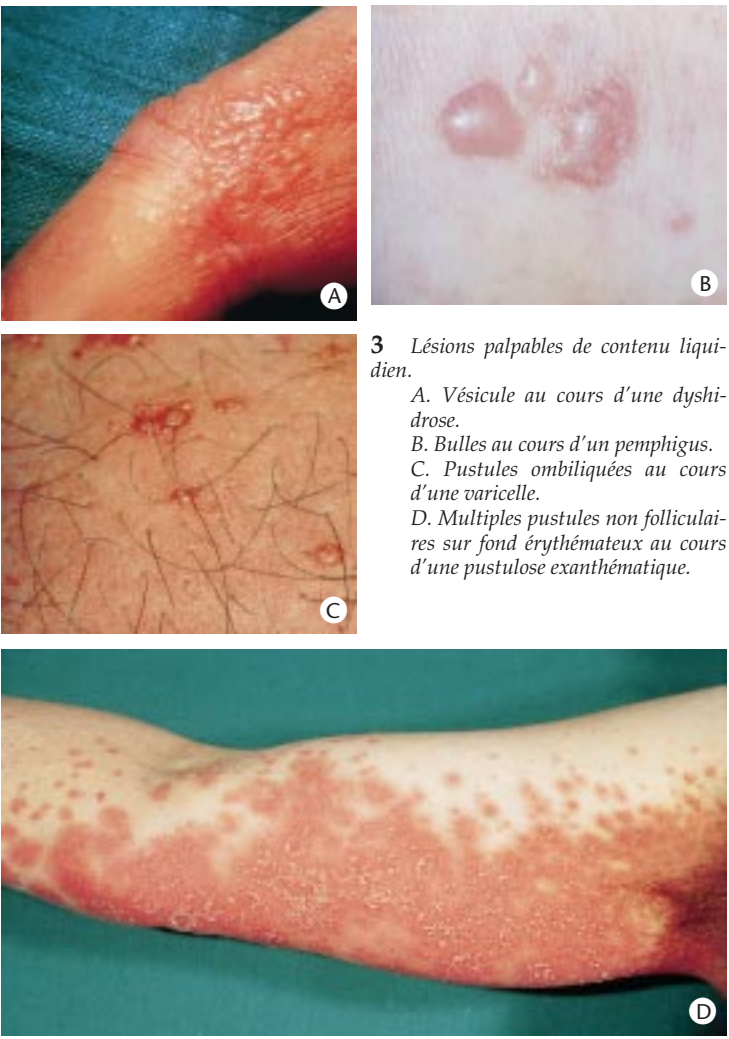 A
B
3 Lésions palpables de contenu liqui-
dien.
A. Vésicule au cours d'une dyshi-
drose.
B. Bulles au cours d'un pemphigus.
C. Pustules ombiliquées au cours
d'une varicelle.
D. Multiples pustules non folliculai-
res sur fond érythémateux au cours
d'une pustulose exanthématique.
C
D